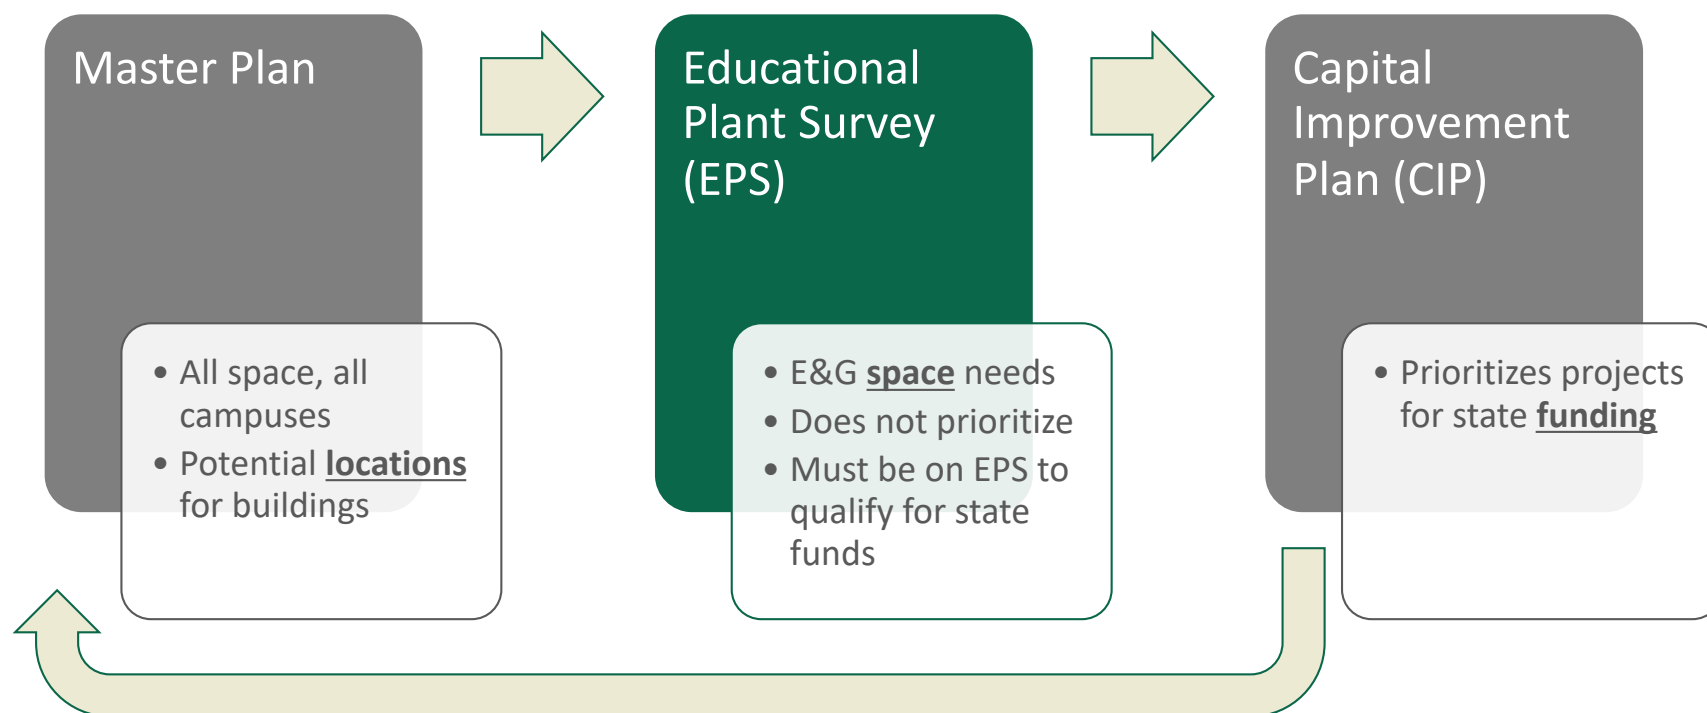 Master Plan
• All space, all
campuses
• Potential locations
for buildings
Educational
Plant Survey
(EPS)
• E&G space needs
• Does not prioritize
• Must be on EPS to
qualify for state
funds
Capital
Improvement
Plan (CIP)
• Prioritizes projects
for state funding